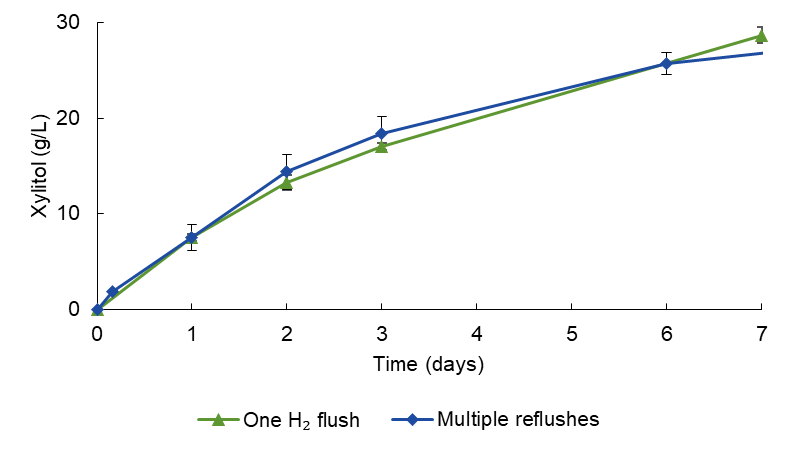 30
20
10
0
Xylitol (g/L)
0 1 2 3 4 5 6 7
Time (days)
One H₂ flush Multiple reflushes